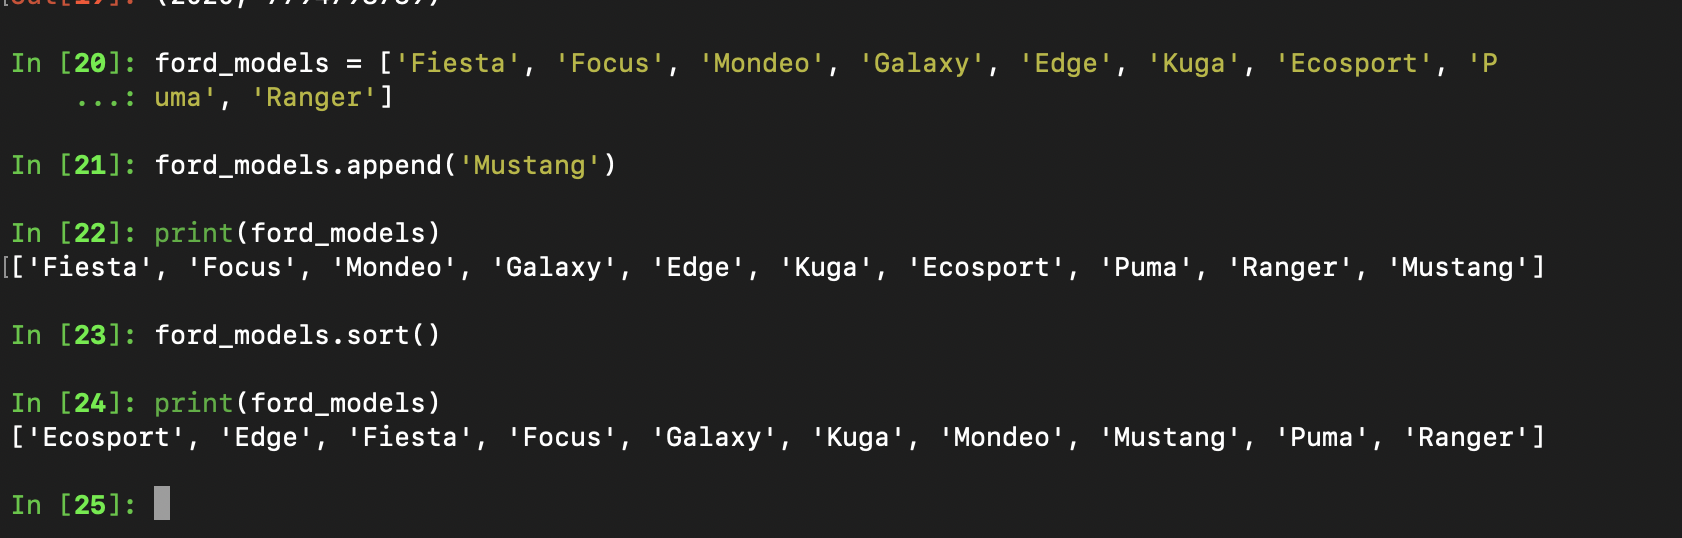 In [20]: ford_models = ['Fiesta', 'Focus', 'Mondeo', 'Galaxy', 'Edge', 'Kuga', 'Ecosport', 'P
...: uma', 'Ranger']
In [21]: ford_models.append('Mustang')
In [22]: print(ford_models)
['Fiesta', 'Focus', 'Mondeo', 'Galaxy', 'Edge', 'Kuga', 'Ecosport', 'Puma', 'Ranger', 'Mustang']
In [23]: ford_models.sort()
In [24]: print(ford_models)
['Ecosport', 'Edge', 'Fiesta', 'Focus', 'Galaxy', 'Kuga', 'Mondeo', 'Mustang', 'Puma', 'Ranger']
In [25]: